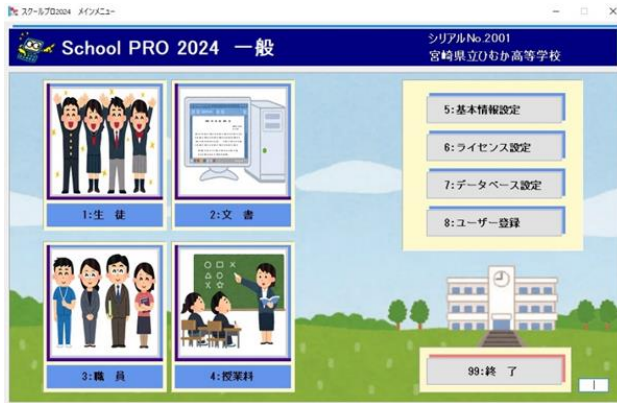 スクールプロ2024 メインメニュー
School PRO 2024 一般
シリアルNo.2001
宮崎県立ひむか高等学校
1:生 徒
2:文 書
3:職 員
4:授業料
5:基本情報設定
6:ライセンス設定
7:データベース設定
8:ユーザー登録
99:終 了